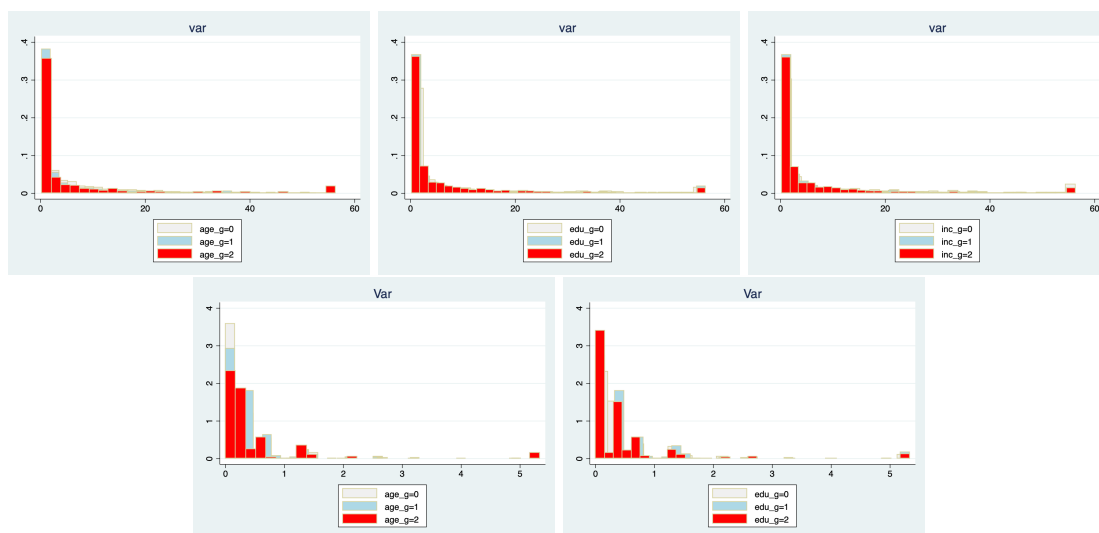 var
.4
.3
.2
.1
0
0 20 40 60
age_g=0
age_g=1
age_g=2
var
.4
.3
.2
.1
0
0 20 40 60
edu_g=0
edu_g=1
edu_g=2
var
.4
.3
.2
.1
0
0 20 40 60
inc_g=0
inc_g=1
inc_g=2
Var
4
3
2
1
0
0 1 2 3 4 5
age_g=0
age_g=1
age_g=2
Var
4
3
2
1
0
0 1 2 3 4 5
edu_g=0
edu_g=1
edu_g=2